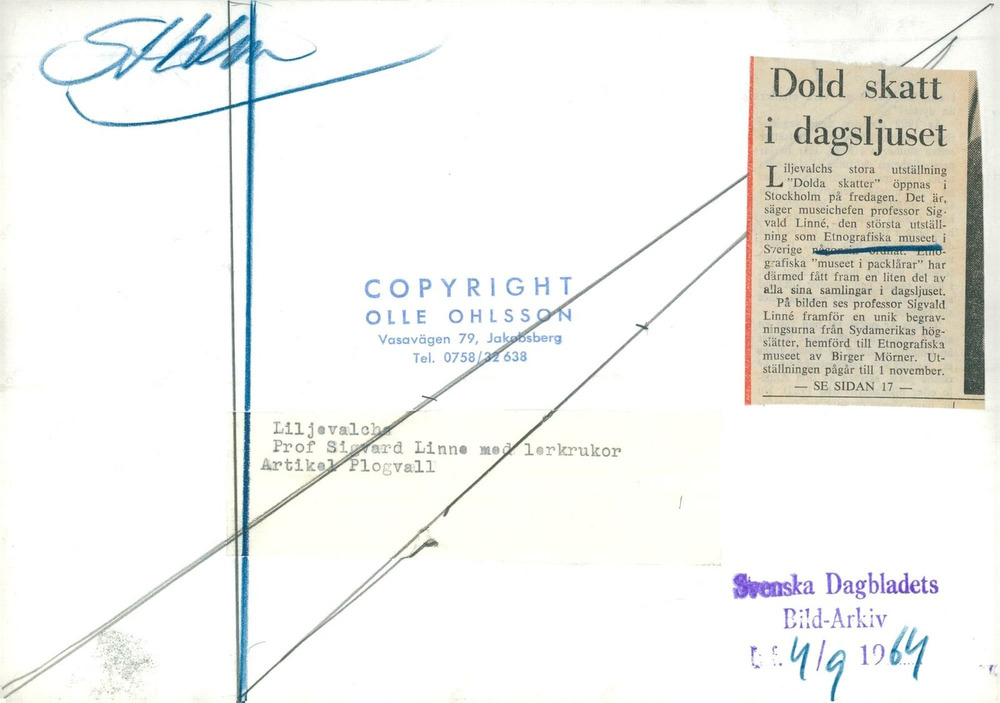 Sthlm
Dold skatt
i dagsljuset
Liljevalchs stora utställning
"Dolda skatter" öppnas i
Stockholm på fredagen. Det är,
säger museichefen professor Sig-
vald Linné, den största utställ-
ning som Etnografiska museet i
Sverige någonsin ordnat. Etno-
grafiska "museet i packlårar" har
därmed fått fram en liten del av
alla sina samlingar i dagsljuset.
På bilden ses professor Sigvald
Linné framför en unik begrav-
ningsurna från Sydamerikas hög-
slätter, hemförd till Etnografiska
museet av Birger Mörner. Ut-
ställningen pågår till 1 november.
— SE SIDAN 17 —
COPYRIGHT
OLLE OHLSSON
Vasavägen 79, Jakobsberg
Tel. 0758/32 638
Liljevalchs
Prof Sigvard Linne med lerkrukor
Artikel Plogvall
Svenska Dagbladets
Bild-Arkiv
4/9 1964